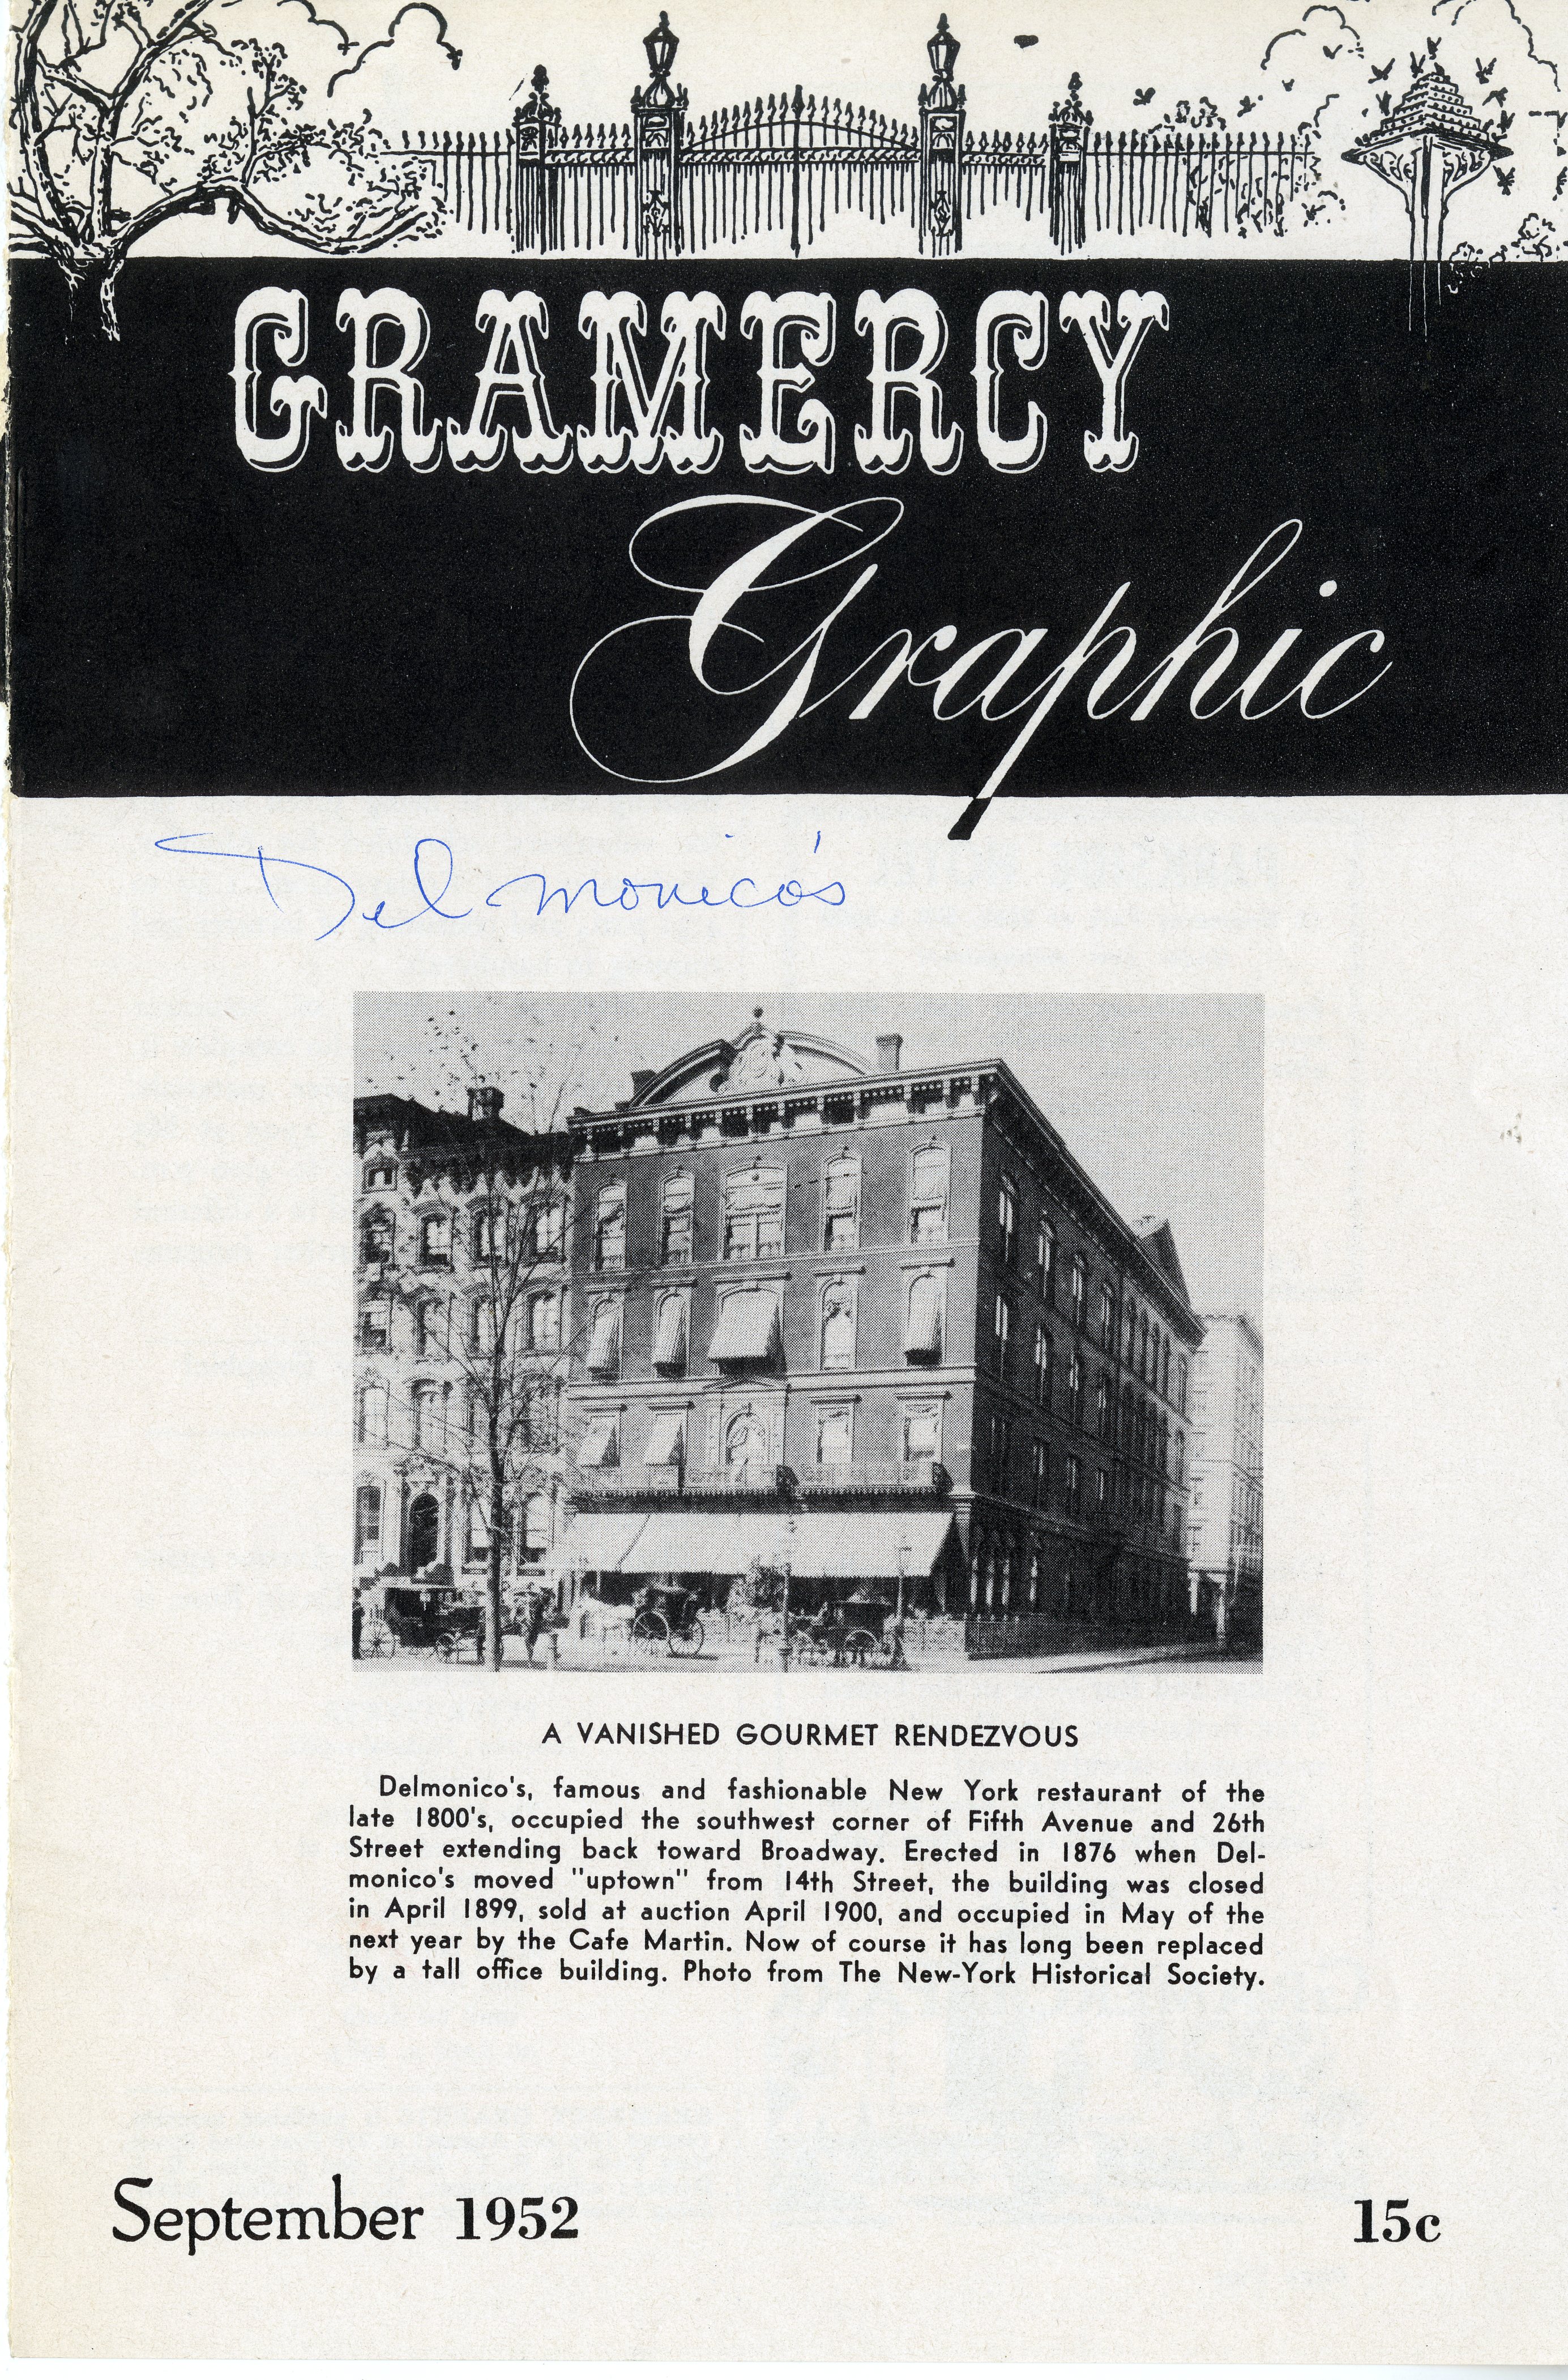 GRAMERCY
Graphic
Delmonico's
A VANISHED GOURMET RENDEZVOUS
Delmonico's, famous and fashionable New York restaurant of the
late 1800's, occupied the southwest corner of Fifth Avenue and 26th
Street extending back toward Broadway. Erected in 1876 when Del-
monico's moved "uptown" from 14th Street, the building was closed
in April 1899, sold at auction April 1900, and occupied in May of the
next year by the Cafe Martin. Now of course it has long been replaced
by a tall office building. Photo from The New-York Historical Society.
September 1952
15c